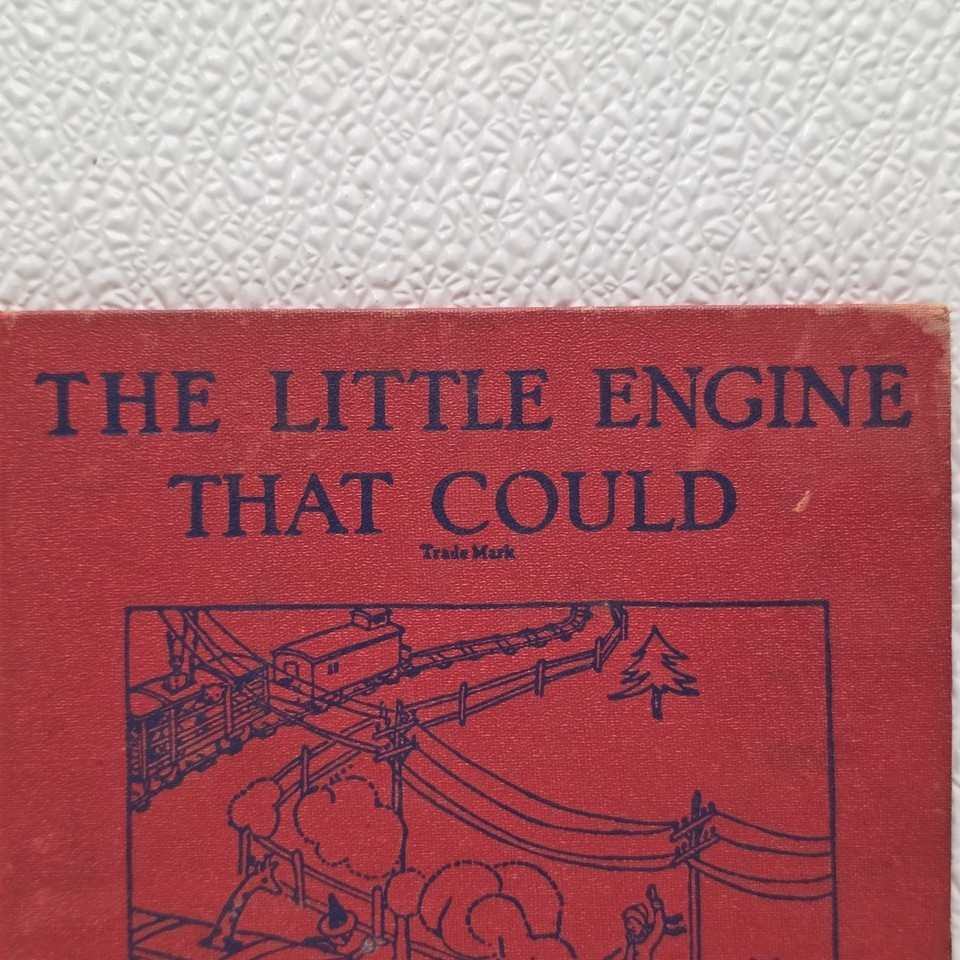 THE LITTLE ENGINE
THAT COULD
Trade Mark